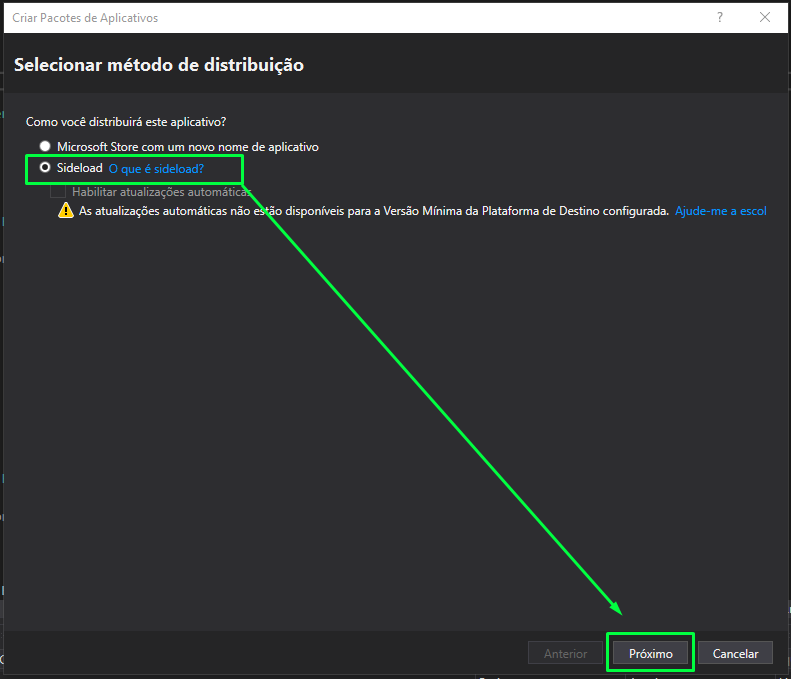 Criar Pacotes de Aplicativos
Selecionar método de distribuição
Como você distribuirá este aplicativo?
Microsoft Store com um novo nome de aplicativo
Sideload O que é sideload?
Habilitar atualizações automáticas
As atualizações automáticas não estão disponíveis para a Versão Mínima da Plataforma de Destino configurada. Ajude-me a escol
Anterior Próximo Cancelar